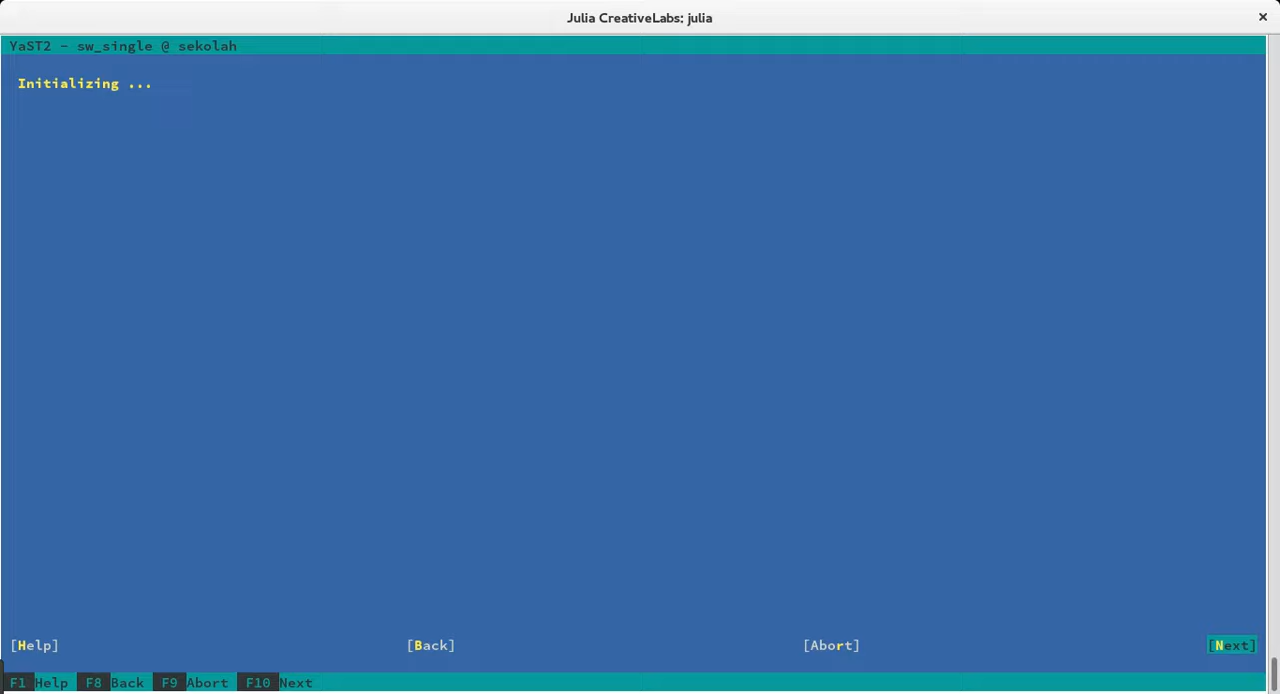 Julia CreativeLabs: julia
YaST2 - sw_single @ sekolah
Initializing ...
[Help] [Back] [Abort] [Next]
F1 Help F8 Back F9 Abort F10 Next